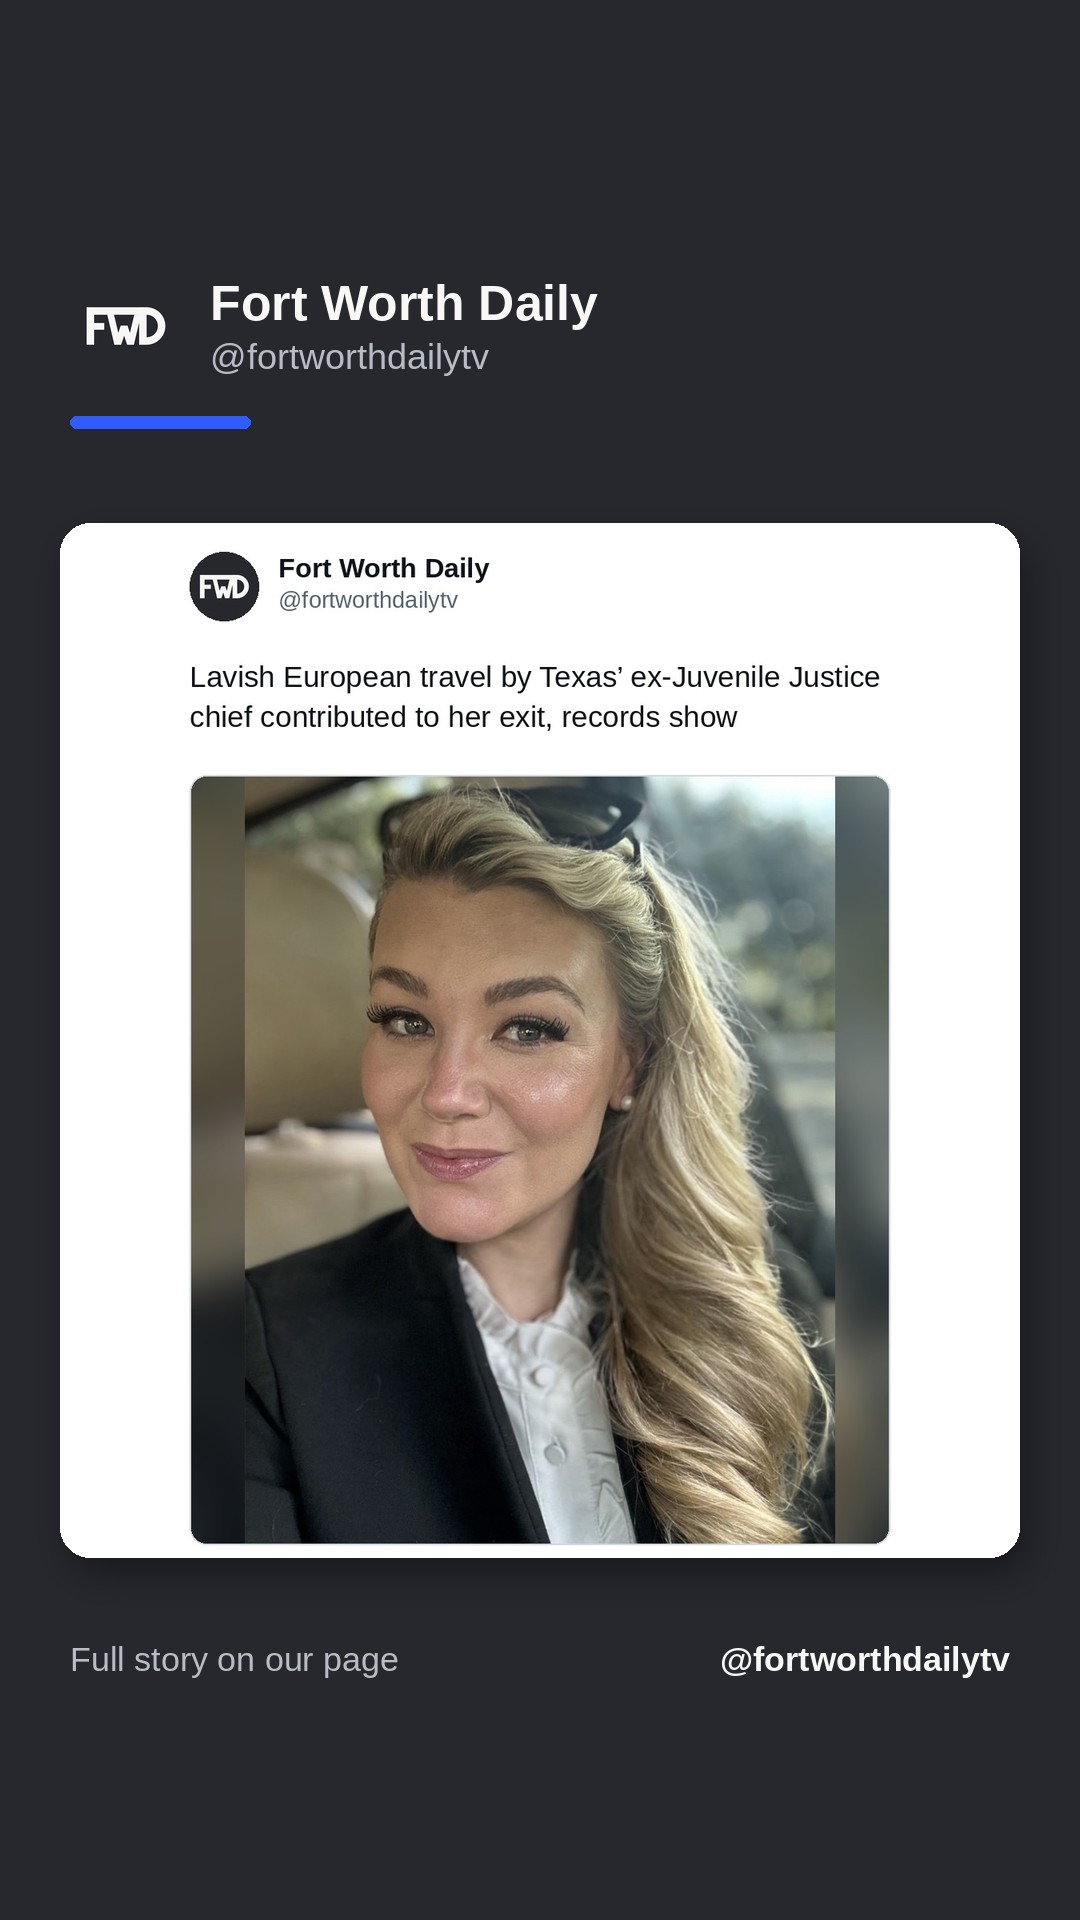 FWD
Fort Worth Daily
@fortworthdailytv
FWD
Fort Worth Daily
@fortworthdailytv
Lavish European travel by Texas’ ex-Juvenile Justice
chief contributed to her exit, records show
Full story on our page
@fortworthdailytv